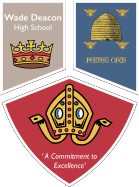 Wade Deacon
High School
' A Commitment to
Excellence'